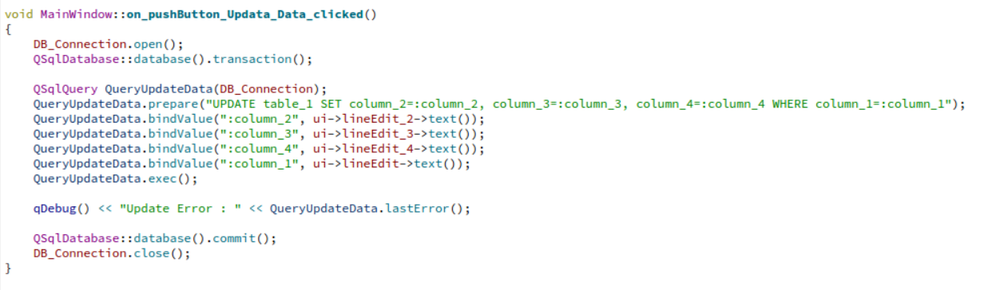 void MainWindow::on_pushButton_Updata_Data_clicked()
{
    DB_Connection.open();
    QSqlDatabase::database().transaction();

    QSqlQuery QueryUpdateData(DB_Connection);
    QueryUpdateData.prepare("UPDATE table_1 SET column_2=:column_2, column_3=:column_3, column_4=:column_4 WHERE column_1=:column_1");
    QueryUpdateData.bindValue(":column_2", ui->lineEdit_2->text());
    QueryUpdateData.bindValue(":column_3", ui->lineEdit_3->text());
    QueryUpdateData.bindValue(":column_4", ui->lineEdit_4->text());
    QueryUpdateData.bindValue(":column_1", ui->lineEdit->text());
    QueryUpdateData.exec();

    qDebug() << "Update Error : " << QueryUpdateData.lastError();

    QSqlDatabase::database().commit();
    DB_Connection.close();
}